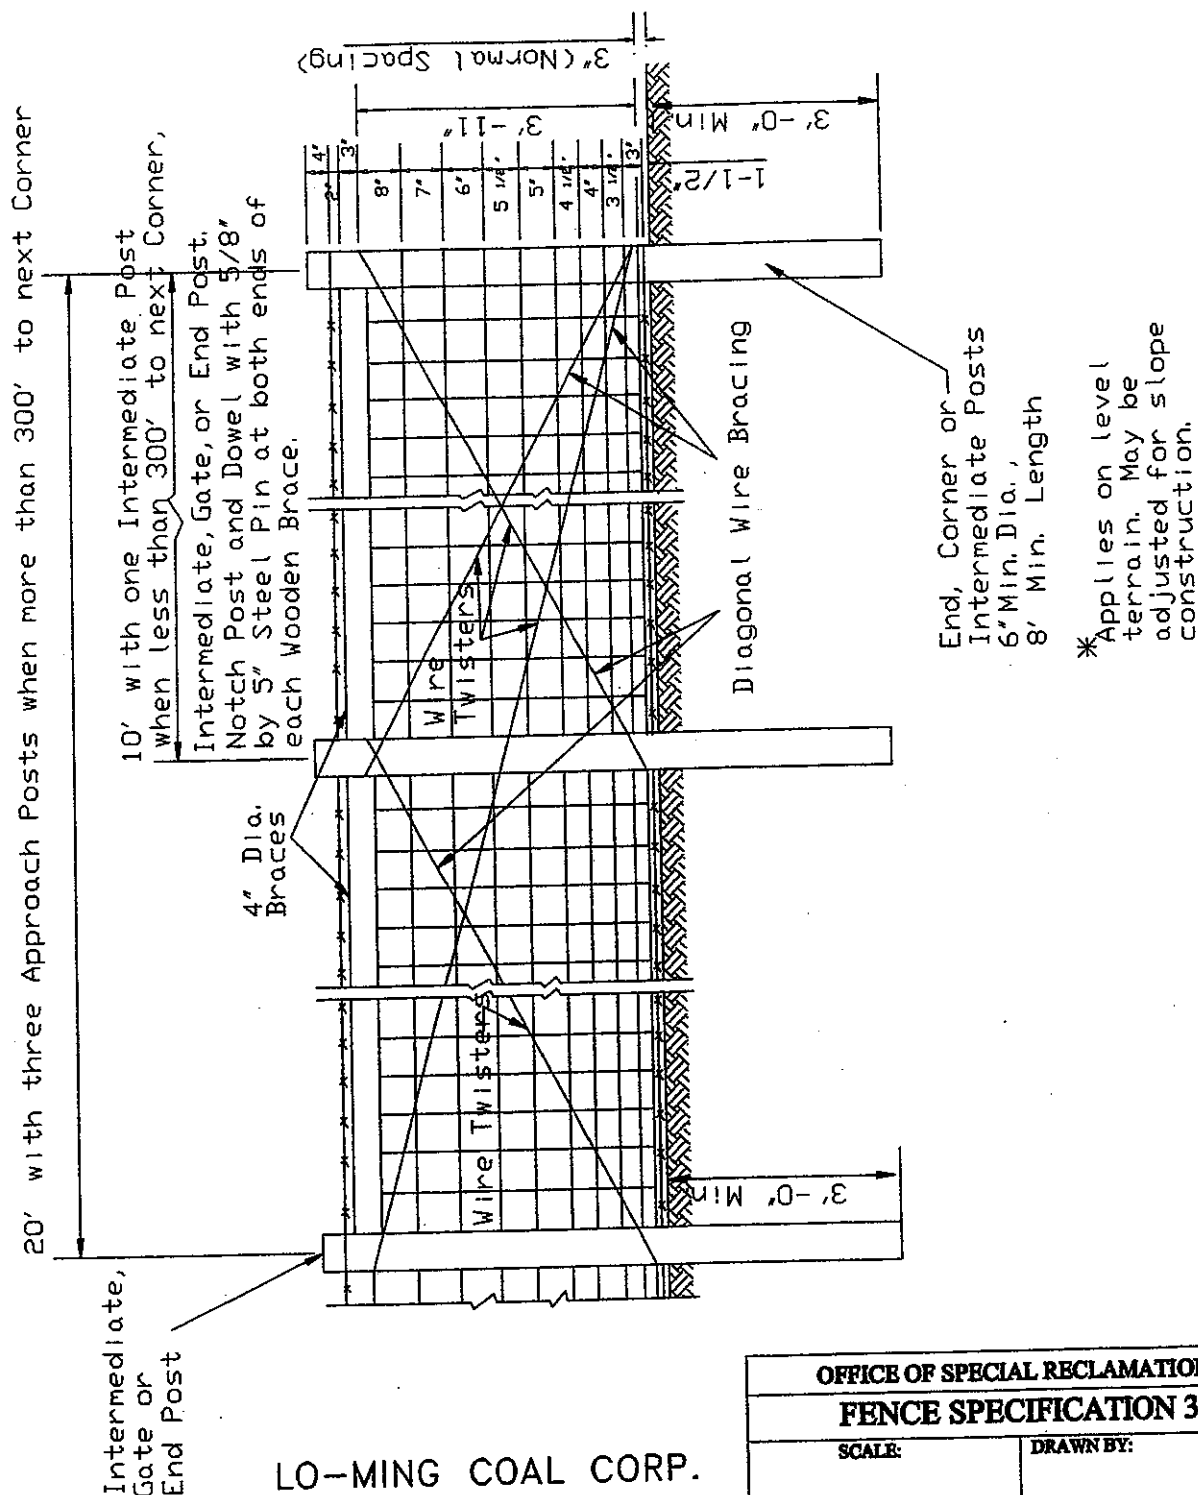 20' with three Approach Posts when more than 300' to next Corner
10' with one Intermediate Post
when less than 300' to next Corner,
Intermediate, Gate, or End Post.
Notch Post and Dowel with 5/8"
by 5" Steel Pin at both ends of
each Wooden Brace.
Intermediate,
Gate or
End Post
4" Dia.
Braces
Wire
Twisters
Wire Twisters
4"
2"
3"
8"
7"
6"
5 1/2"
5"
4 1/2"
4"
3 1/2"
3"
3'-11"
3" (Normal Spacing)
1-1/2"
3'-0" Min
3'-0" Min
Diagonal Wire Bracing
End, Corner or
Intermediate Posts
6" Min. Dia.,
8' Min. Length
* Applies on level
terrain. May be
adjusted for slope
construction.
LO-MING COAL CORP.
OFFICE OF SPECIAL RECLAMATION
FENCE SPECIFICATION 3
SCALE:
DRAWN BY: